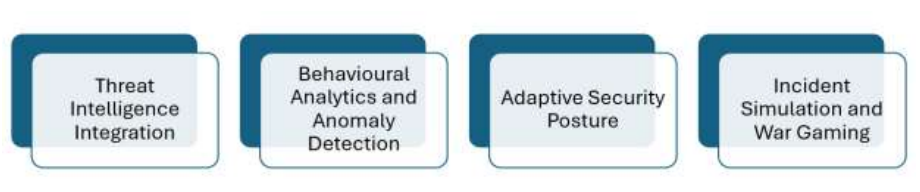 Threat
Intelligence
Integration
Behavioural
Analytics and
Anomaly
Detection
Adaptive Security
Posture
Incident
Simulation and
War Gaming